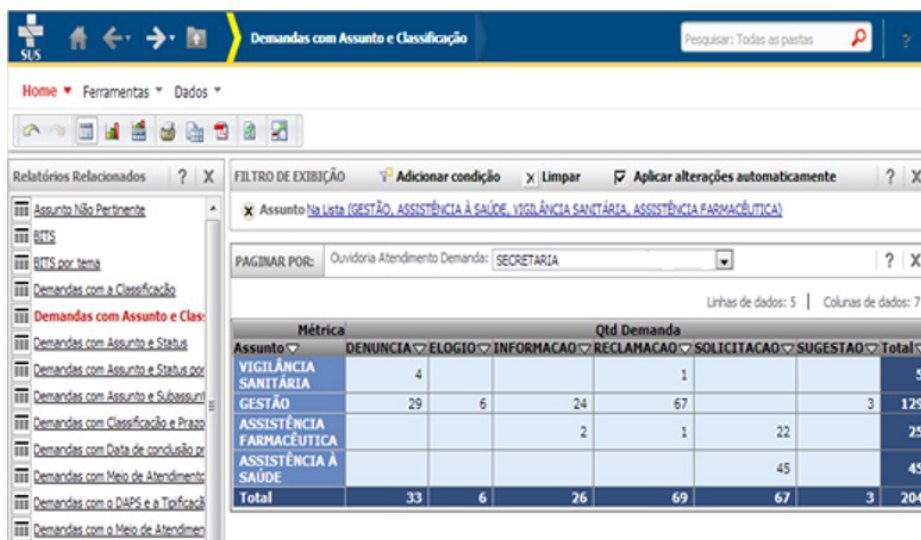 SUS
Demandas com Assunto e Classificação
Pesquisar: Todas as pastas
?
Home Ferramentas Dados
Relatórios Relacionados ? X
Assunto Não Pertinente
BITS
BITS por tema
Demandas com a Classificação
Demandas com Assunto e Clas
Demandas com Assunto e Status
Demandas com Assunto e Status por
Demandas com Assunto e Subassunt
Demandas com Classificação e Prazo
Demandas com Data de conclusão pr
Demandas com Meio de Atendimento
Demandas com o DAPS e a Tipificaçã
Demandas com o Meio de Atendimen
FILTRO DE EXIBIÇÃO Adicionar condição X Limpar Aplicar alterações automaticamente ? X
X Assunto Na Lista (GESTÃO, ASSISTÊNCIA À SAÚDE, VIGILÂNCIA SANITÁRIA, ASSISTÊNCIA FARMACÊUTICA)
PAGINAR POR: Ouvidoria Atendimento Demanda: SECRETARIA ? X
Linhas de dados: 5 | Colunas de dados: 7
Métrica Qtd Demanda
Assunto DENUNCIA ELOGIO INFORMACAO RECLAMACAO SOLICITACAO SUGESTAO Total
VIGILÂNCIA
SANITÁRIA 4 1 5
GESTÃO 29 6 24 67 3 129
ASSISTÊNCIA
FARMACÊUTICA 2 1 22 25
ASSISTÊNCIA À
SAÚDE 45 45
Total 33 6 26 69 67 3 204